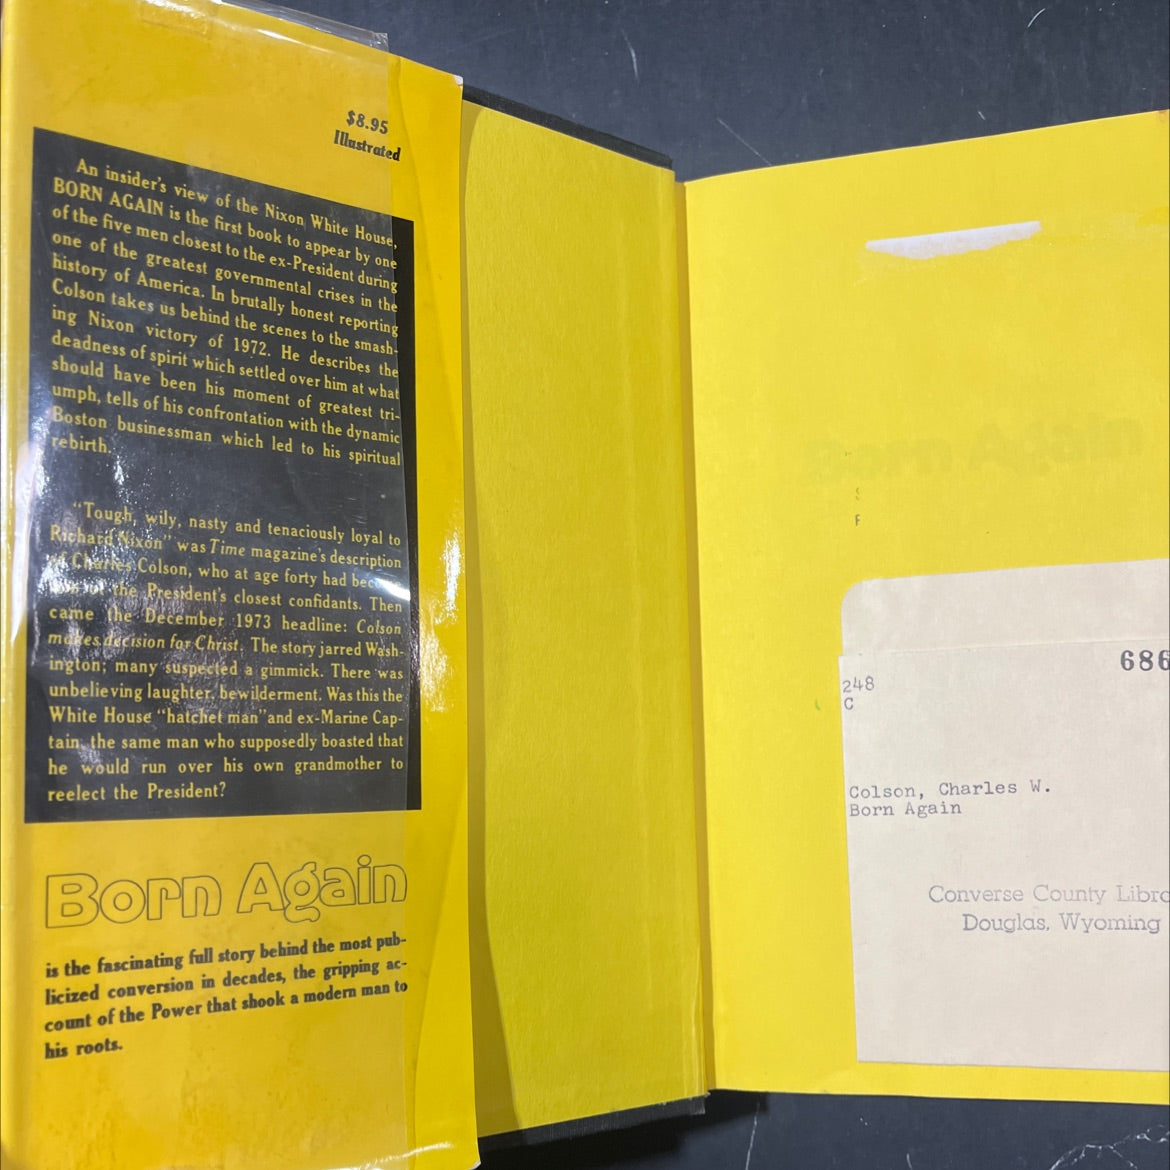 $8.95
Illustrated
An insider's view of the Nixon White House,
BORN AGAIN is the first book to appear by one
of the five men closest to the ex-President during
one of the greatest governmental crises in the
history of America. In brutally honest reporting
Colson takes us behind the scenes to the smash-
ing Nixon victory of 1972. He describes the
deadness of spirit which settled over him at what
should have been his moment of greatest tri-
umph, tells of his confrontation with the dynamic
Boston businessman which led to his spiritual
rebirth.
"Tough, wily, nasty and tenaciously loyal to
Richard Nixon" was Time magazine's description
of Charles Colson, who at age forty had
of the President's closest confidants. Then
came the December 1973 headline: Colson
makes decision for Christ. The story jarred Wash-
ington; many suspected a gimmick. There was
unbelieving laughter, bewilderment. Was this the
White House "hatchet man" and ex-Marine Cap-
tain, the same man who supposedly boasted that
he would run over his own grandmother to
reelect the President?
Born Again
is the fascinating full story behind the most pub-
licized conversion in decades, the gripping ac-
count of the Power that shook a modern man to
his roots.
686
248
C
Colson, Charles W.
Born Again
Converse County Libra
Douglas, Wyoming